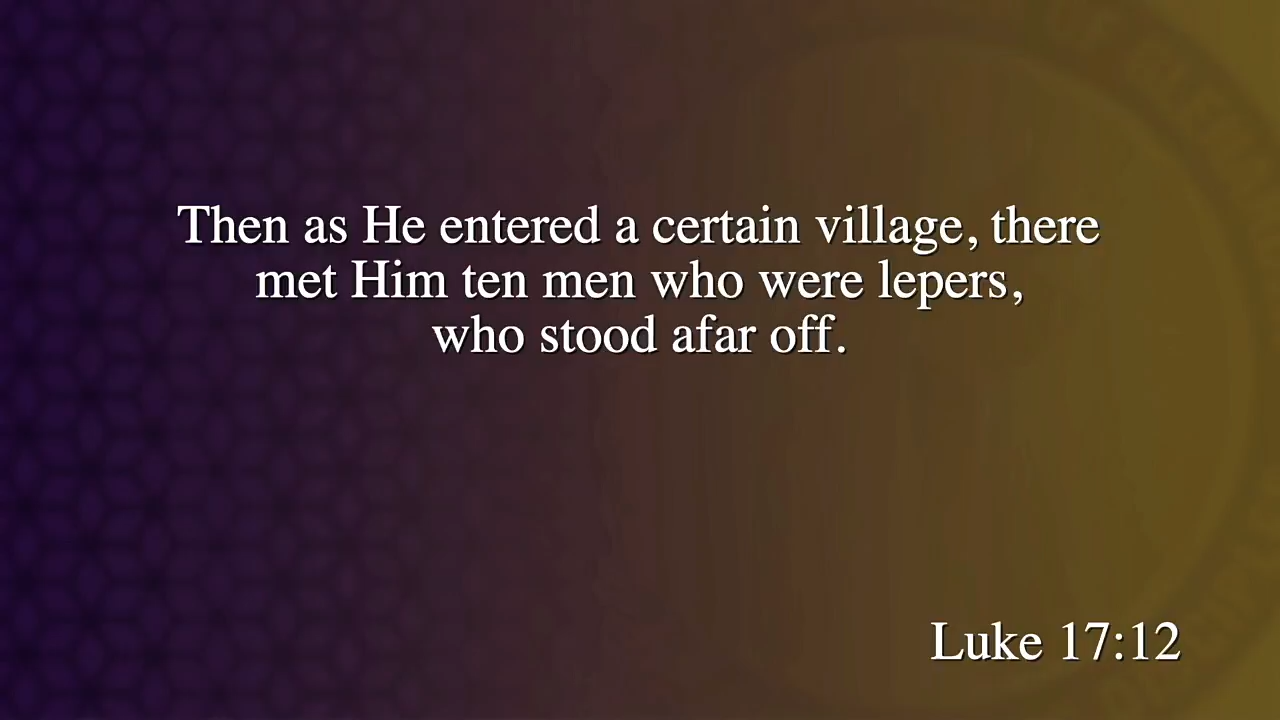 Then as He entered a certain village, there
met Him ten men who were lepers,
who stood afar off.
Luke 17:12